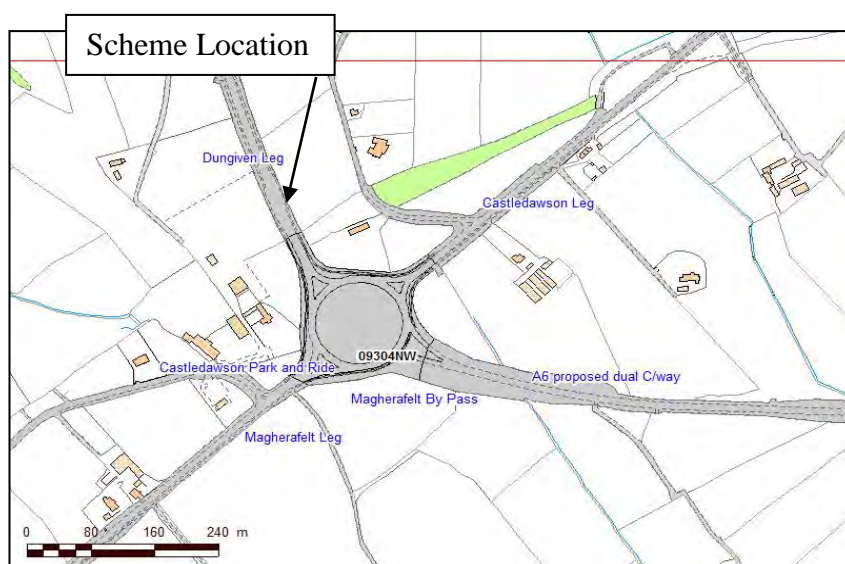 Scheme Location
Dungiven Leg
Castledawson Leg
09304NW
Castledawson Park and Ride
A6 proposed dual C/way
Magherafelt By Pass
Magherafelt Leg
0 80 160 240 m